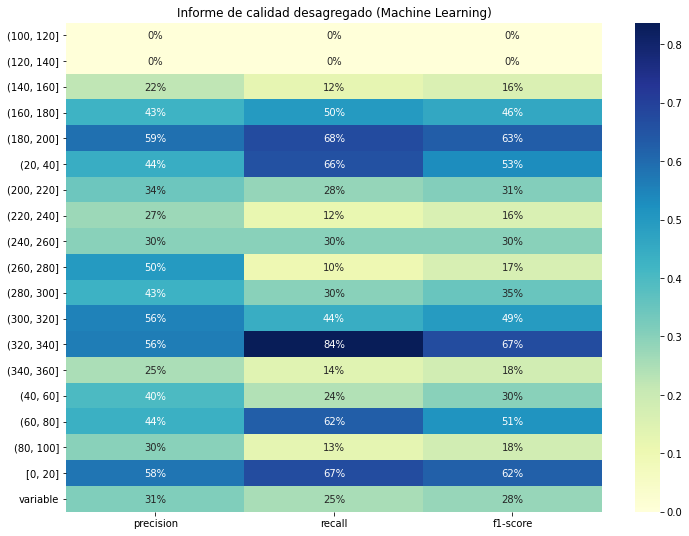 Informe de calidad desagregado (Machine Learning)
(100, 120] 0% 0% 0%
(120, 140] 0% 0% 0%
(140, 160] 22% 12% 16%
(160, 180] 43% 50% 46%
(180, 200] 59% 68% 63%
(20, 40] 44% 66% 53%
(200, 220] 34% 28% 31%
(220, 240] 27% 12% 16%
(240, 260] 30% 30% 30%
(260, 280] 50% 10% 17%
(280, 300] 43% 30% 35%
(300, 320] 56% 44% 49%
(320, 340] 56% 84% 67%
(340, 360] 25% 14% 18%
(40, 60] 40% 24% 30%
(60, 80] 44% 62% 51%
(80, 100] 30% 13% 18%
[0, 20] 58% 67% 62%
variable 31% 25% 28%
precision recall f1-score
0.8
0.7
0.6
0.5
0.4
0.3
0.2
0.1
0.0